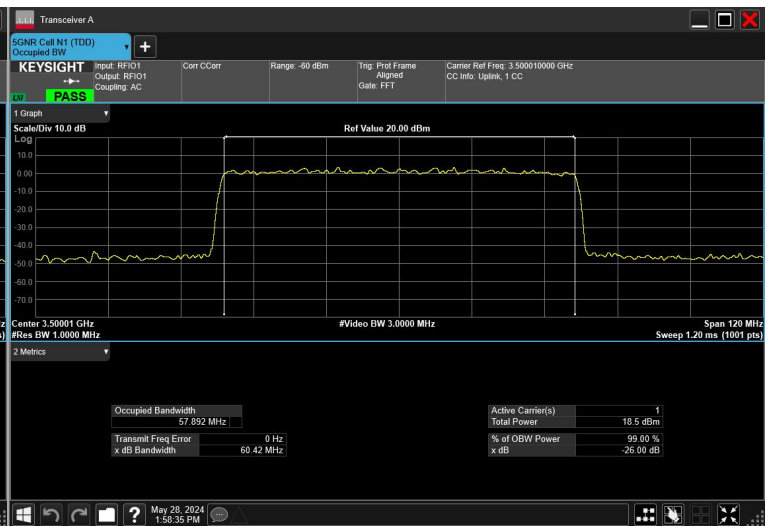 Transceiver A
5GNR Cell N1 (TDD)
Occupied BW
+
KEYSIGHT
Input: RFIO1
Output: RFIO1
Coupling: AC
Corr CCorr
Range: -60 dBm
Trig: Prot Frame
Aligned
Gate: FFT
Carrier Ref Freq: 3.500010000 GHz
CC Info: Uplink, 1 CC
LXI
PASS
1 Graph
Scale/Div 10.0 dB
Ref Value 20.00 dBm
Log
10.0
0.00
-10.0
-20.0
-30.0
-40.0
-50.0
-60.0
-70.0
Center 3.50001 GHz
#Video BW 3.0000 MHz
Span 120 MHz
#Res BW 1.0000 MHz
Sweep 1.20 ms (1001 pts)
2 Metrics
Occupied Bandwidth
57.892 MHz
Active Carrier(s) 1
Total Power 18.5 dBm
Transmit Freq Error 0 Hz
x dB Bandwidth 60.42 MHz
% of OBW Power 99.00 %
x dB -26.00 dB
?
May 28, 2024
1:58:35 PM